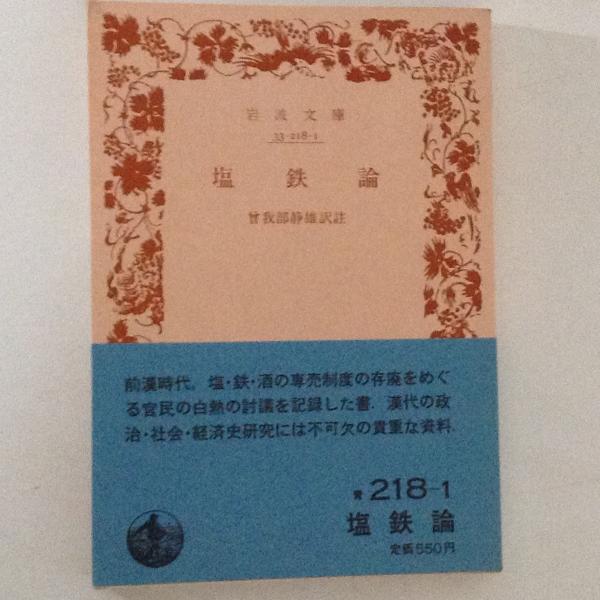 岩波文庫
33-218-1
塩鉄論
曾我部静雄訳註
前漢時代。塩・鉄・酒の専売制度の存廃をめぐ
る官民の白熱の討議を記録した書。漢代の政
治・社会・経済史研究には不可欠の貴重な資料。
青 218-1
塩鉄論
定価550円